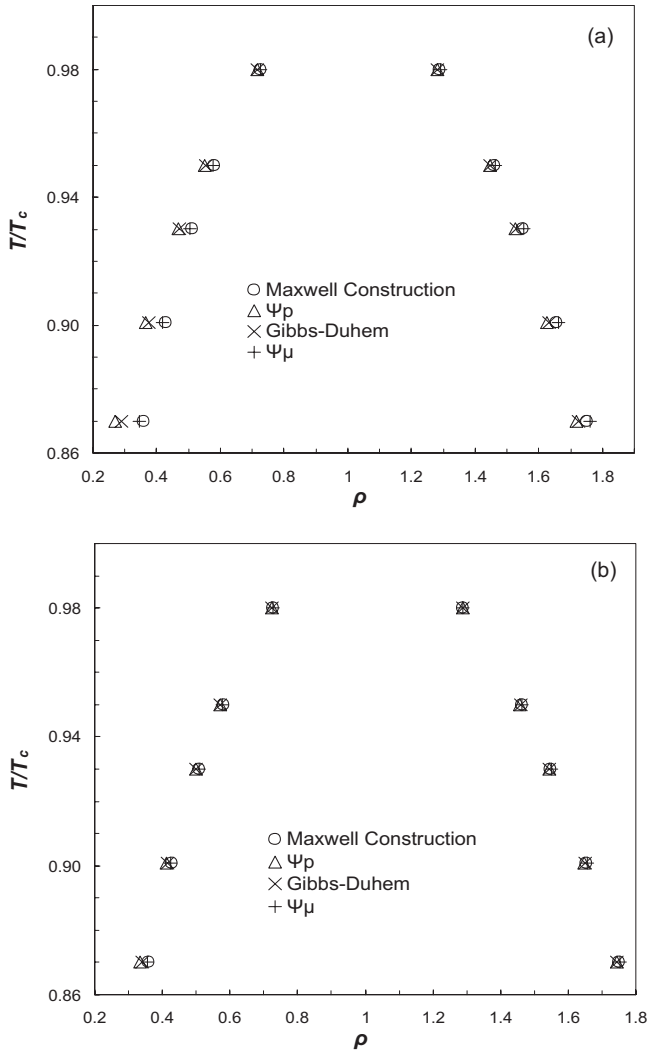 (a)
0.98
0.94
0.90
0.86
T/Tc
Maxwell Construction
Ψp
Gibbs-Duhem
Ψμ
0.2 0.4 0.6 0.8 1 1.2 1.4 1.6 1.8
ρ
(b)
0.98
0.94
0.90
0.86
T/Tc
Maxwell Construction
Ψp
Gibbs-Duhem
Ψμ
0.2 0.4 0.6 0.8 1.0 1.2 1.4 1.6 1.8
ρ